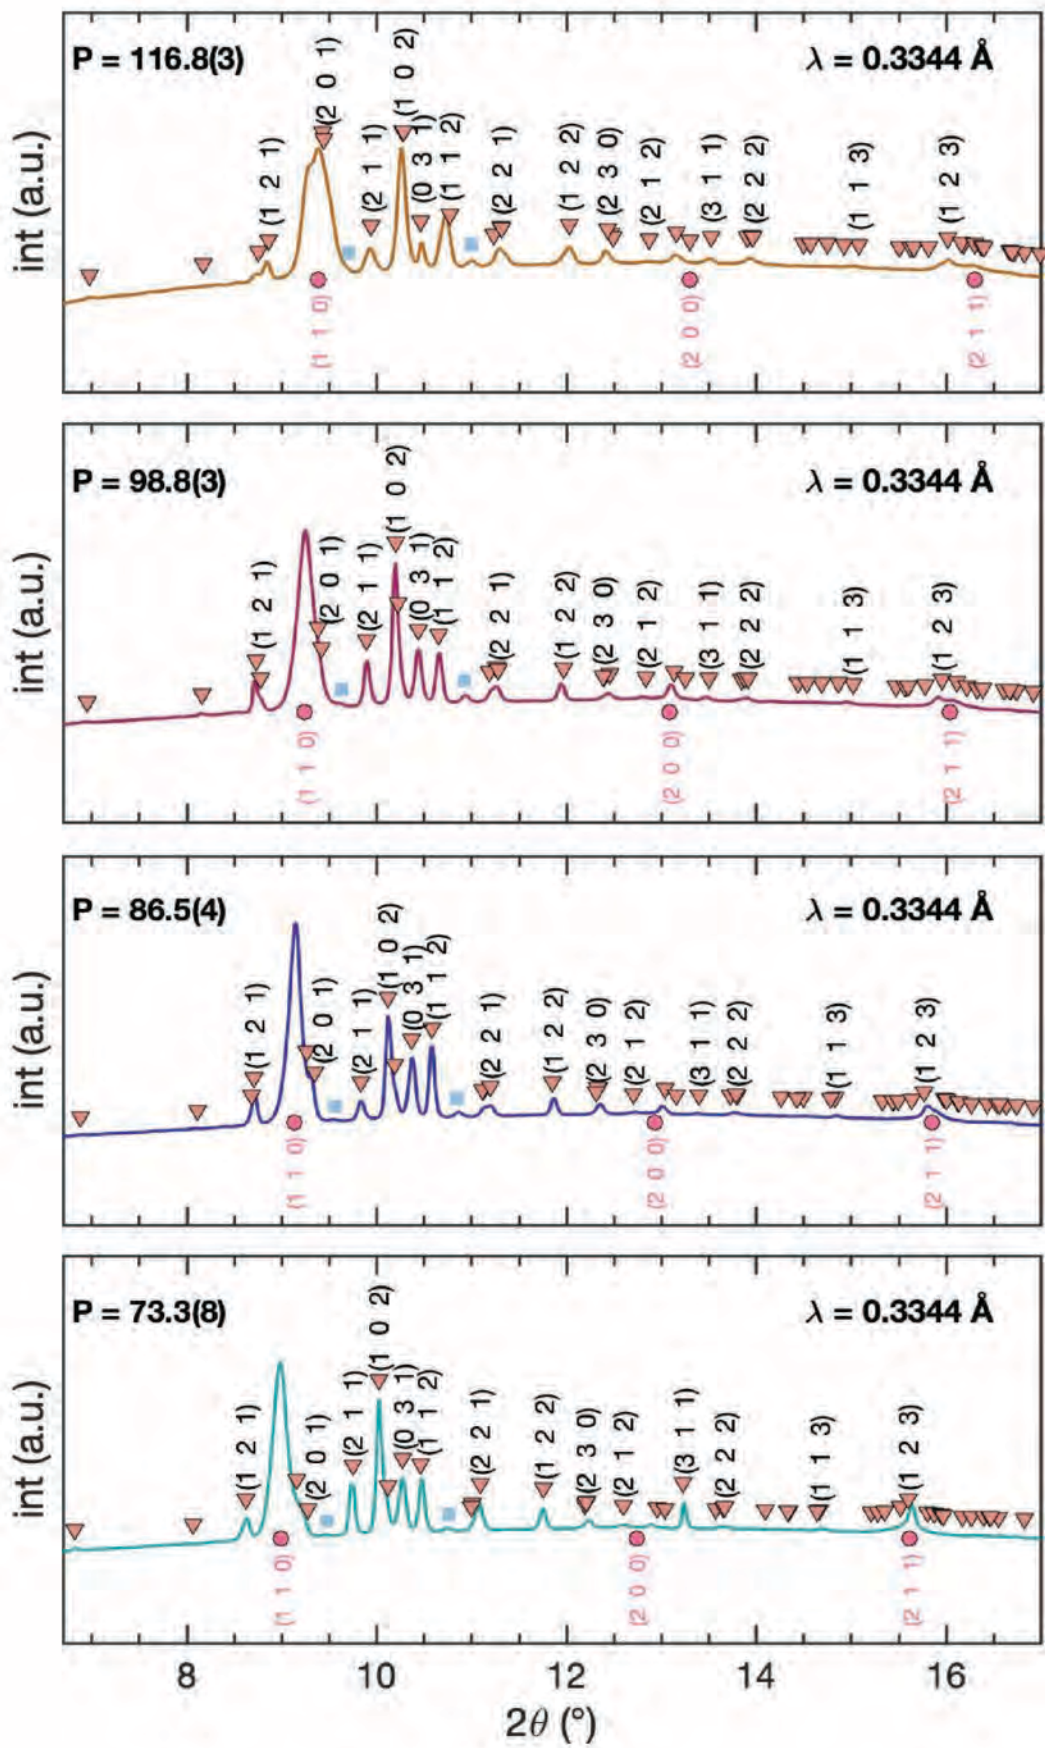 P = 116.8(3)
λ = 0.3344 Å
int (a.u.)
(1 2 1)
(2 0 1)
(2 1 1)
(1 0 2)
(0 3 1)
(1 1 2)
(2 2 1)
(1 2 2)
(2 3 0)
(2 1 2)
(3 1 1)
(2 2 2)
(1 1 3)
(1 2 3)
(1 1 0)
(2 0 0)
(2 1 1)
P = 98.8(3)
λ = 0.3344 Å
int (a.u.)
(1 2 1)
(2 0 1)
(2 1 1)
(1 0 2)
(0 3 1)
(1 1 2)
(2 2 1)
(1 2 2)
(2 3 0)
(2 1 2)
(3 1 1)
(2 2 2)
(1 1 3)
(1 2 3)
(1 1 0)
(2 0 0)
(2 1 1)
P = 86.5(4)
λ = 0.3344 Å
int (a.u.)
(1 2 1)
(2 0 1)
(2 1 1)
(1 0 2)
(0 3 1)
(1 1 2)
(2 2 1)
(1 2 2)
(2 3 0)
(2 1 2)
(3 1 1)
(2 2 2)
(1 1 3)
(1 2 3)
(1 1 0)
(2 0 0)
(2 1 1)
P = 73.3(8)
λ = 0.3344 Å
int (a.u.)
(1 2 1)
(2 0 1)
(2 1 1)
(1 0 2)
(0 3 1)
(1 1 2)
(2 2 1)
(1 2 2)
(2 3 0)
(2 1 2)
(3 1 1)
(2 2 2)
(1 1 3)
(1 2 3)
(1 1 0)
(2 0 0)
(2 1 1)
8 10 12 14 16
2θ (°)